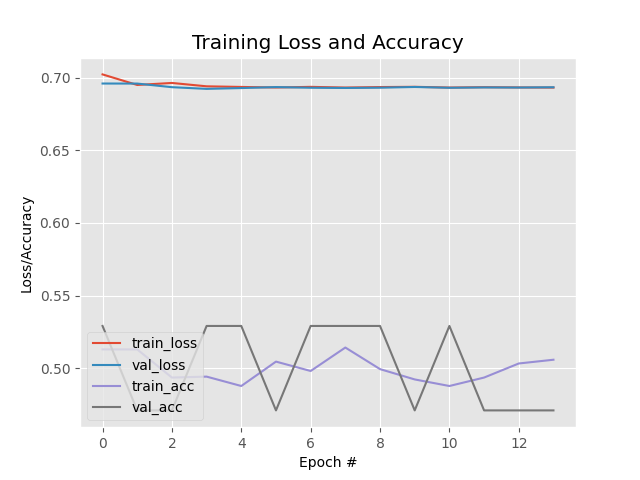 Training Loss and Accuracy
Loss/Accuracy
0.70
0.65
0.60
0.55
0.50
train_loss
val_loss
train_acc
val_acc
0 2 4 6 8 10 12
Epoch #